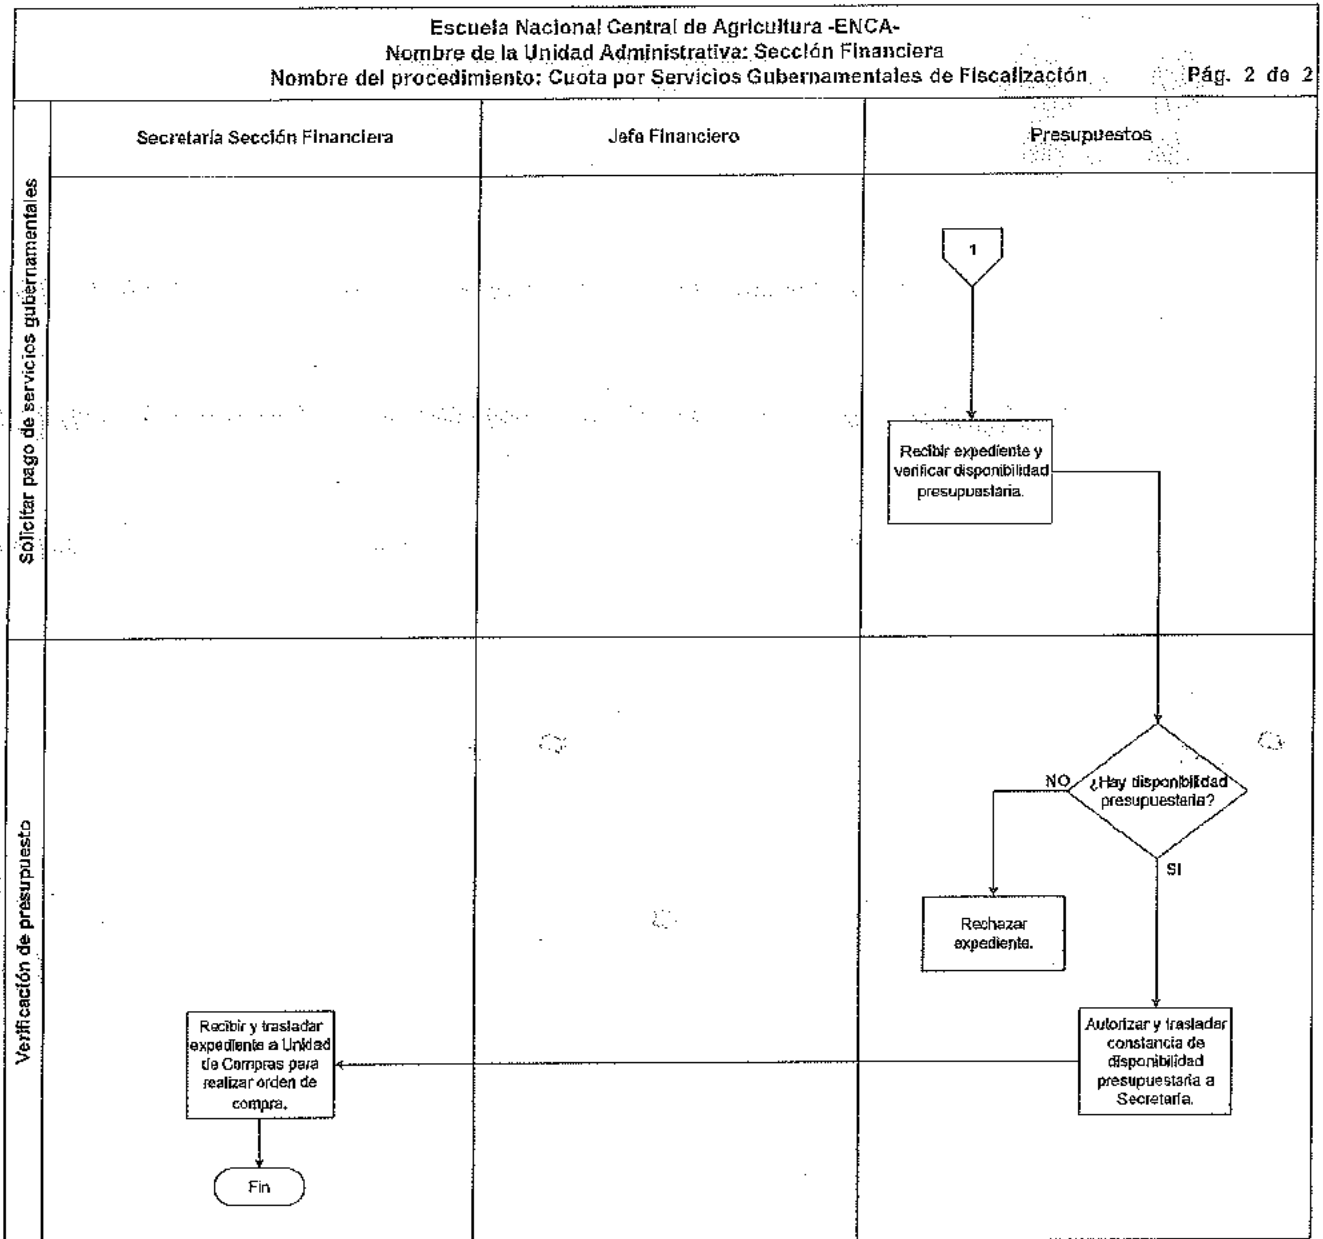 Escuela Nacional Central de Agricultura -ENCA-
Nombre de la Unidad Administrativa: Sección Financiera
Nombre del procedimiento: Cuota por Servicios Gubernamentales de Fiscalización
Pág. 2 de 2
Secretaría Sección Financiera
Jefe Financiero
Presupuestos
Solicitar pago de servicios gubernamentales
1
Recibir expediente y
verificar disponibilidad
presupuestaria.
Verificación de presupuesto
NO
¿Hay disponibilidad
presupuestaria?
SI
Rechazar
expediente.
Recibir y trasladar
expediente a Unidad
de Compras para
realizar orden de
compra.
Autorizar y trasladar
constancia de
disponibilidad
presupuestaria a
Secretaría.
Fin